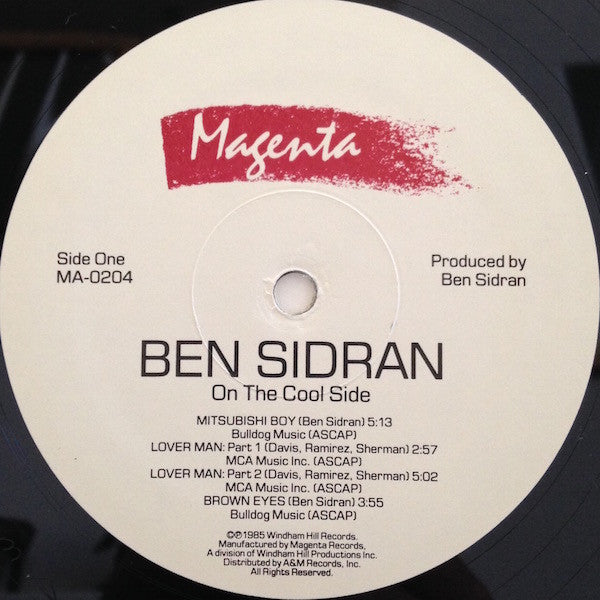 Magenta
Side One
MA-0204
Produced by
Ben Sidran
BEN SIDRAN
On The Cool Side
MITSUBISHI BOY (Ben Sidran) 5:13
Bulldog Music (ASCAP)
LOVER MAN: Part 1 (Davis, Ramirez, Sherman) 2:57
MCA Music Inc. (ASCAP)
LOVER MAN: Part 2 (Davis, Ramirez, Sherman) 5:02
MCA Music Inc. (ASCAP)
BROWN EYES (Ben Sidran) 3:55
Bulldog Music (ASCAP)
©℗1985 Windham Hill Records.
Manufactured by Magenta Records,
A division of Windham Hill Productions Inc.
Distributed by A&M Records, Inc.
All Rights Reserved.